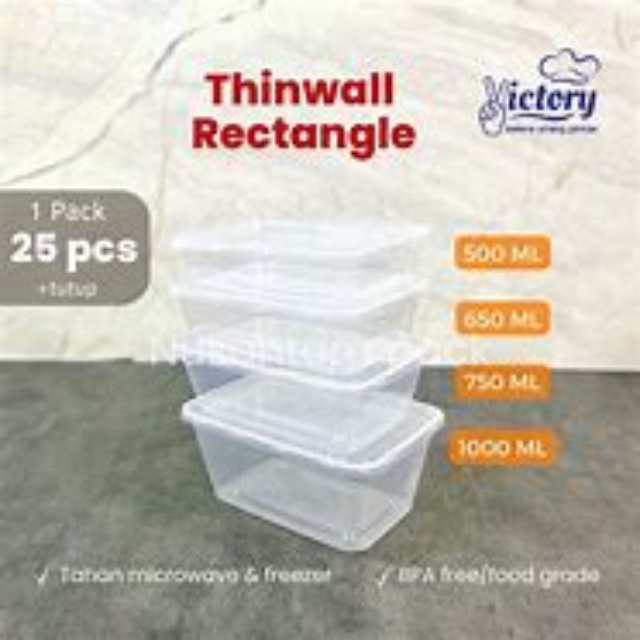 Thinwall
Rectangle
Victory
1 Pack
25 pcs
+tutup
500 ML
650 ML
750 ML
1000 ML
✓ Tahan microwave & freezer
✓ BPA free/food grade